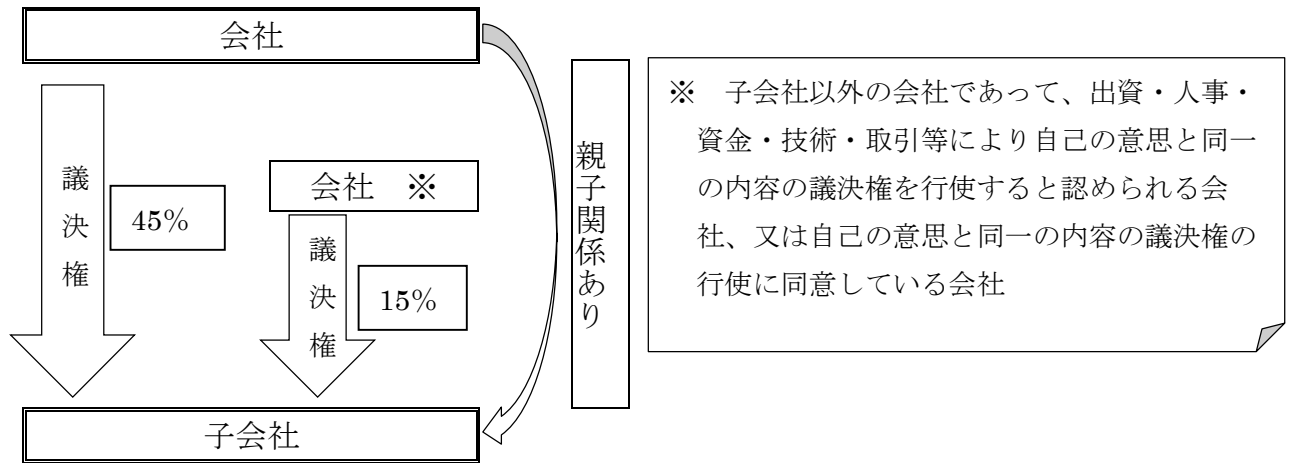 会社
議決権
45%
会社 ※
議決権
15%
親子関係あり
子会社
※ 子会社以外の会社であって、出資・人事・
資金・技術・取引等により自己の意思と同一
の内容の議決権を行使すると認められる会
社、又は自己の意思と同一の内容の議決権の
行使に同意している会社